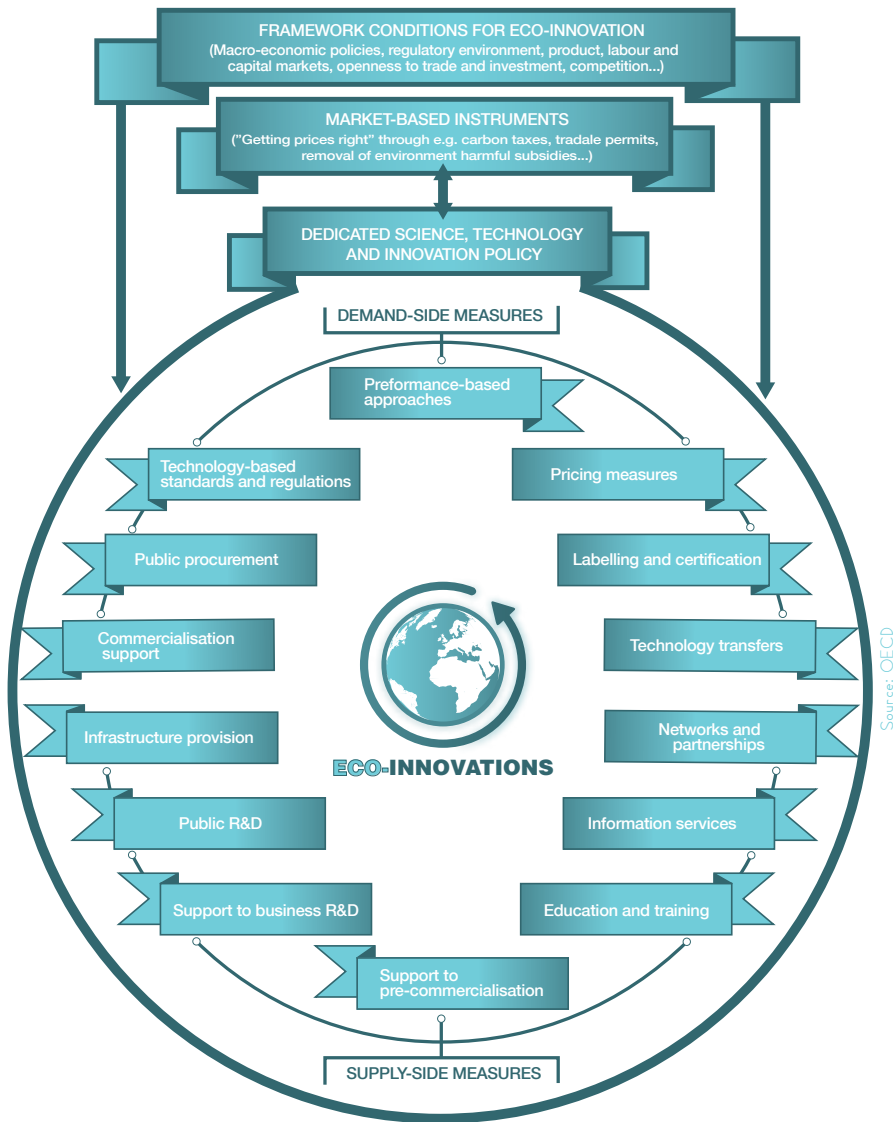 FRAMEWORK CONDITIONS FOR ECO-INNOVATION
(Macro-economic policies, regulatory environment, product, labour and
capital markets, openness to trade and investment, competition...)
MARKET-BASED INSTRUMENTS
("Getting prices right" through e.g. carbon taxes, tradale permits,
removal of environment harmful subsidies...)
DEDICATED SCIENCE, TECHNOLOGY
AND INNOVATION POLICY
DEMAND-SIDE MEASURES
Preformance-based
approaches
Technology-based
standards and regulations
Pricing measures
Public procurement
Labelling and certification
Commercialisation
support
Technology transfers
Infrastructure provision
Networks and
partnerships
ECO-INNOVATIONS
Public R&D
Information services
Support to business R&D
Education and training
Support to
pre-commercialisation
SUPPLY-SIDE MEASURES
Source: OECD